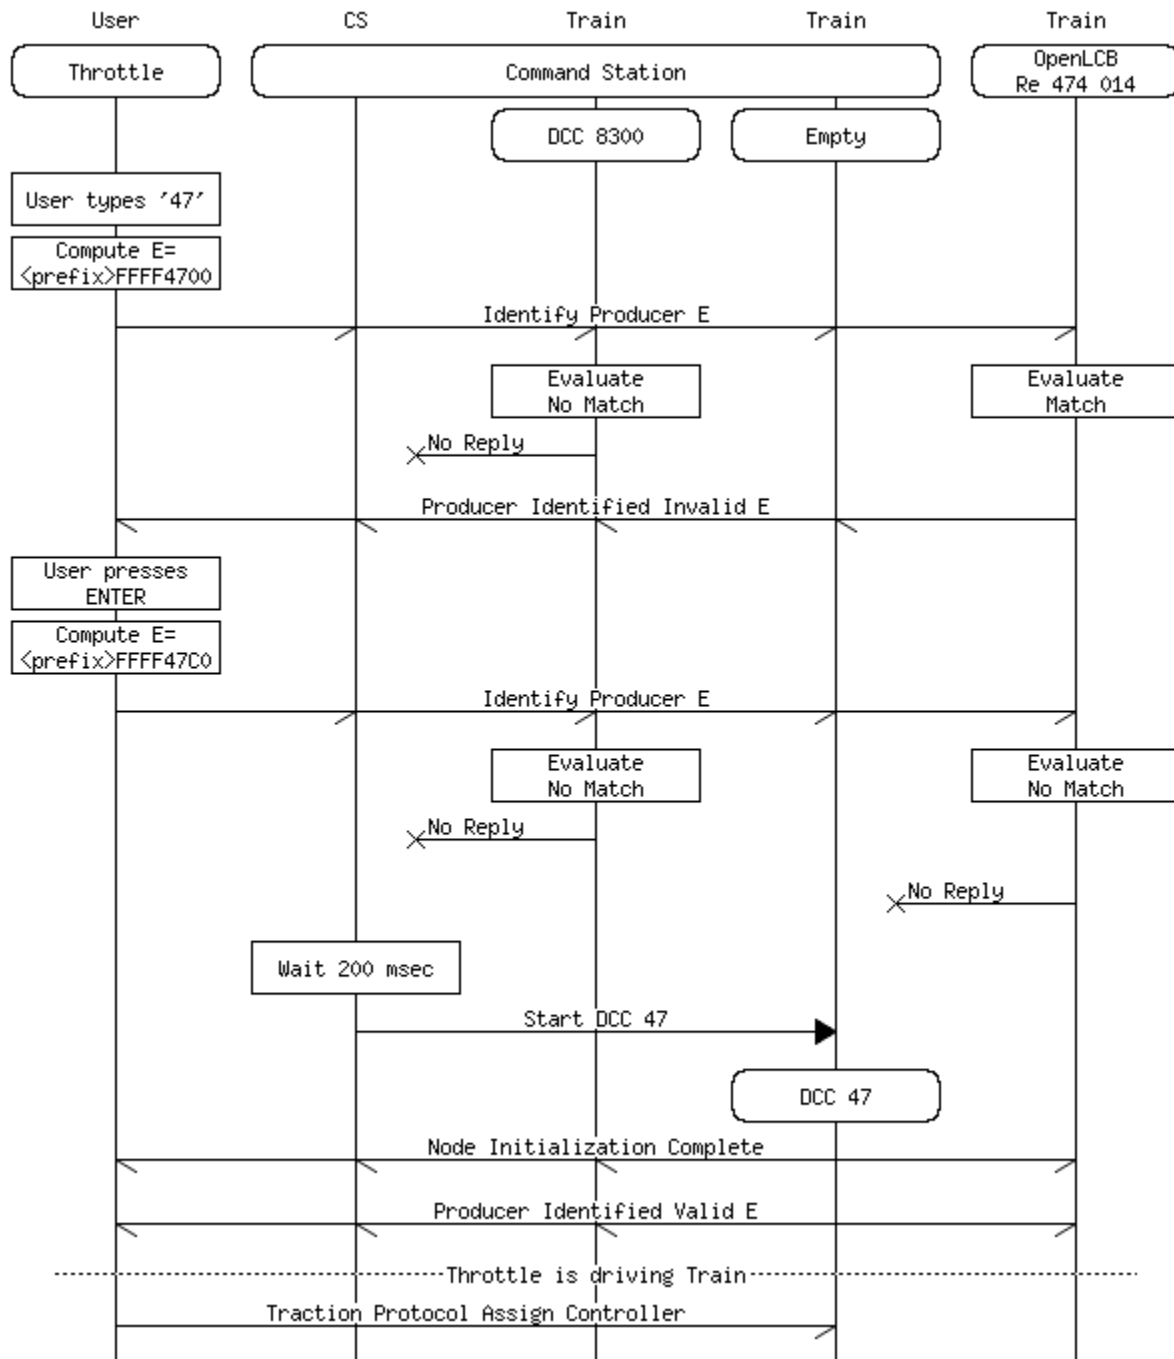 User
CS
Train
Train
Train
Throttle
Command Station
OpenLCB
Re 474 014
DCC 8300
Empty
User types '47'
Compute E=
<prefix>FFFF4700
Identify Producer E
Evaluate
No Match
Evaluate
Match
No Reply
Producer Identified Invalid E
User presses
ENTER
Compute E=
<prefix>FFFF47C0
Identify Producer E
Evaluate
No Match
Evaluate
No Match
No Reply
No Reply
Wait 200 msec
Start DCC 47
DCC 47
Node Initialization Complete
Producer Identified Valid E
Throttle is driving Train
Traction Protocol Assign Controller